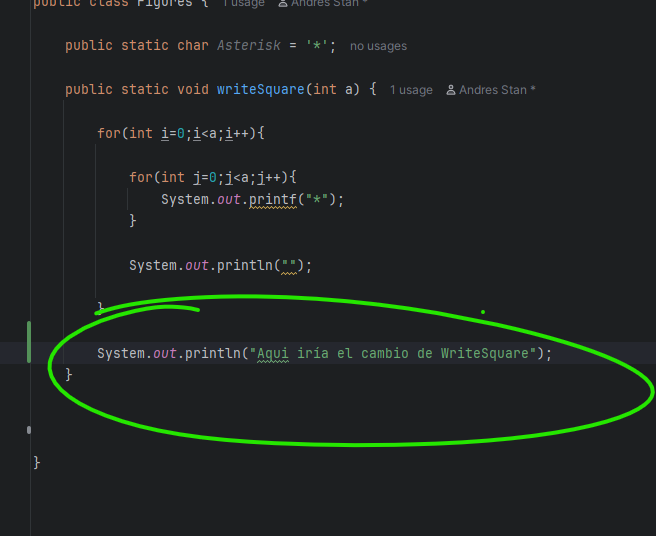 public class Figures {  1 usage  Andres Stan *
public static char Asterisk = '*';  no usages
public static void writeSquare(int a) {  1 usage  Andres Stan *
for(int i=0;i<a;i++){
for(int j=0;j<a;j++){
System.out.printf("*");
}
System.out.println("");
}
System.out.println("Aqui iria el cambio de WriteSquare");
}
}